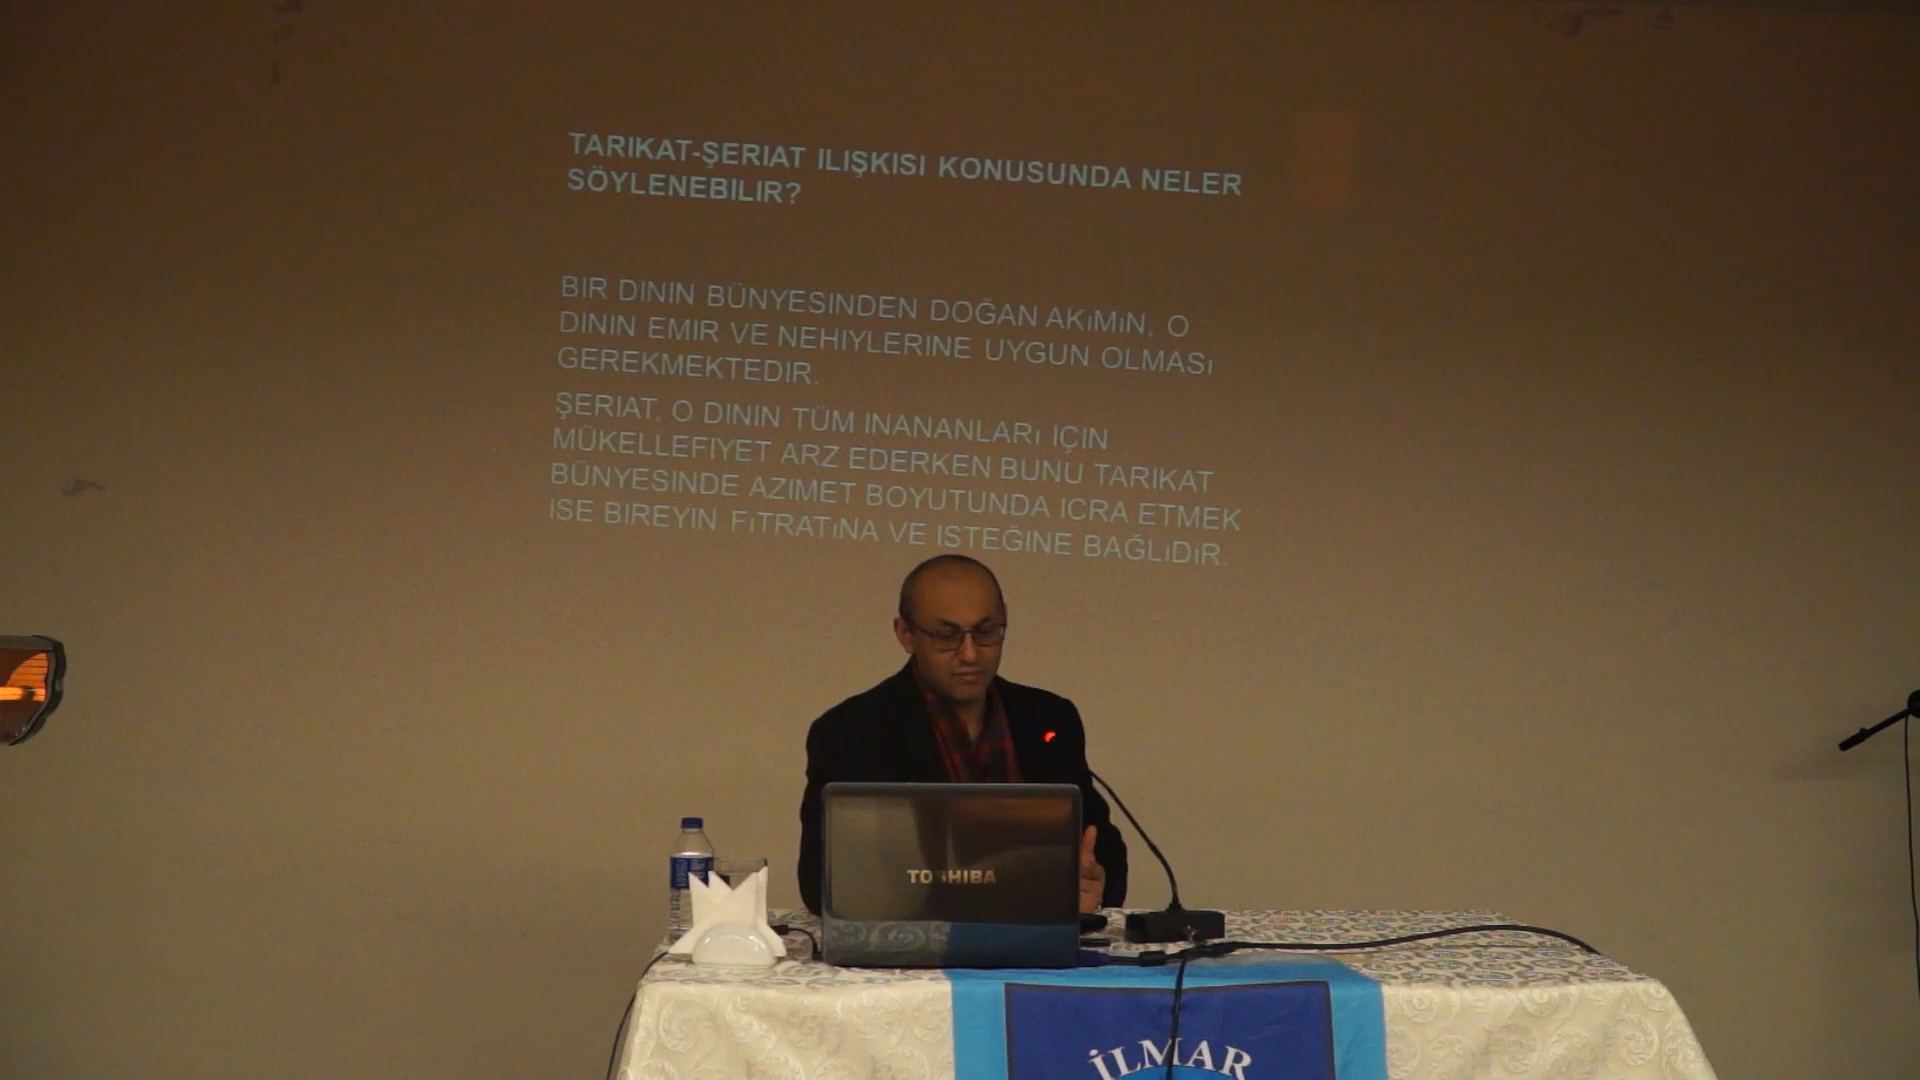 TARIKAT-ŞERIAT ILIŞKISI KONUSUNDA NELER
SÖYLENEBILIR?
BIR DININ BÜNYESINDEN DOĞAN AKıMıN, O
DININ EMIR VE NEHIYLERINE UYGUN OLMASı
GEREKMEKTEDIR.
ŞERIAT, O DININ TÜM INANANLARı IÇIN
MÜKELLEFIYET ARZ EDERKEN BUNU TARIKAT
BÜNYESINDE AZIMET BOYUTUNDA ICRA ETMEK
ISE BIREYIN FıTRATıNA VE ISTEĞINE BAĞLıDıR.
TOSHIBA
İLMAR